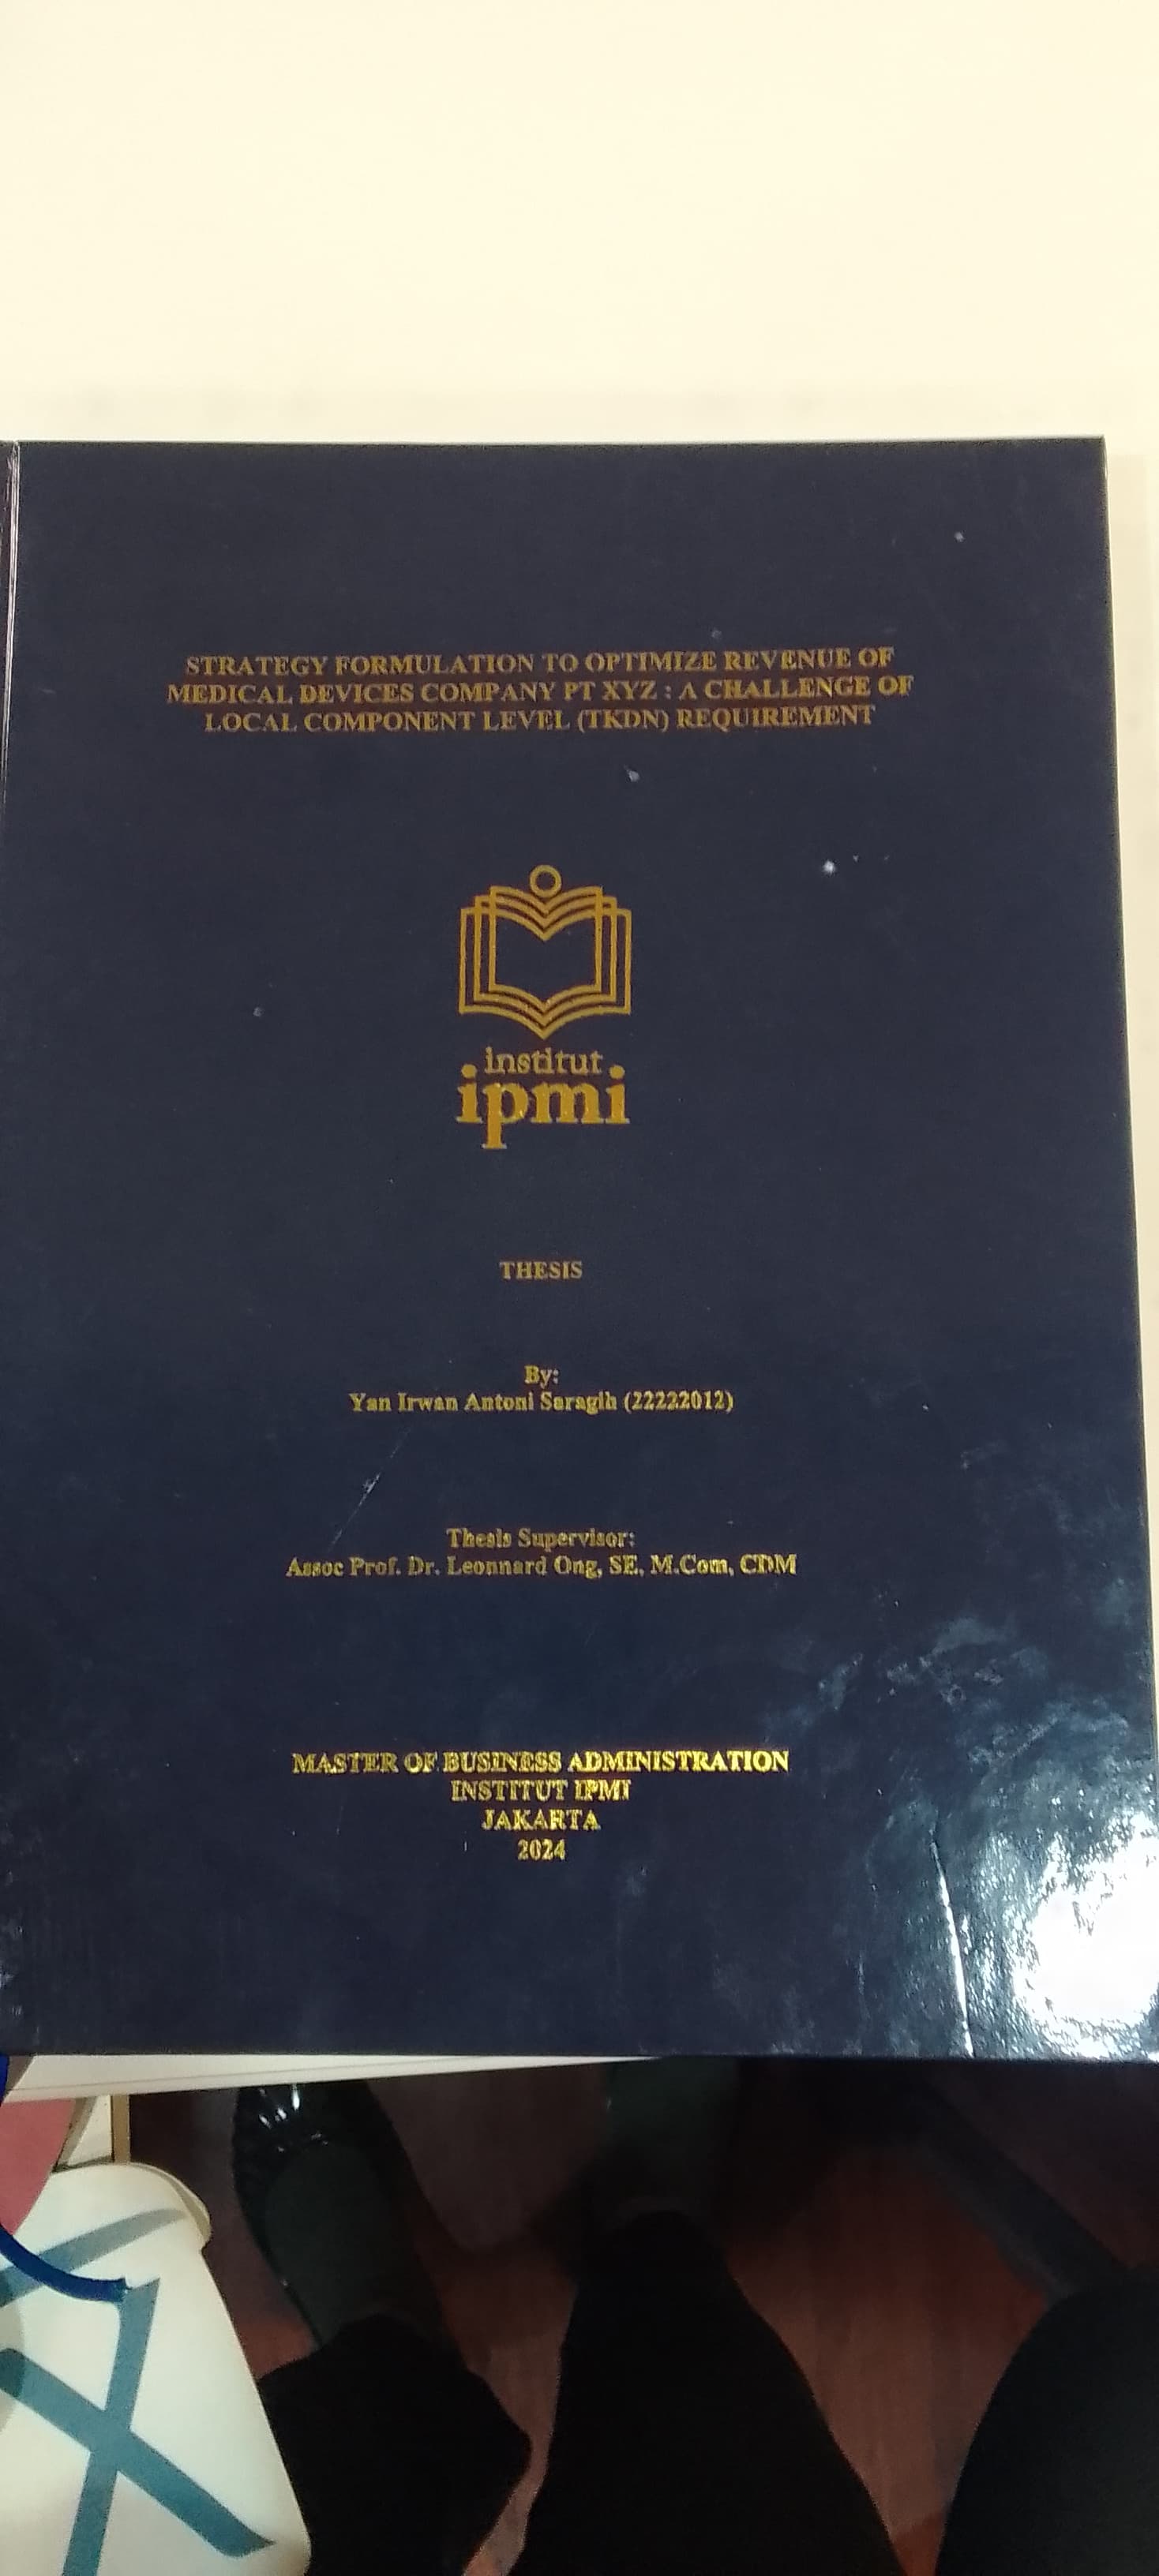 STRATEGY FORMULATION TO OPTIMIZE REVENUE OF
MEDICAL DEVICES COMPANY PT XYZ : A CHALLENGE OF
LOCAL COMPONENT LEVEL (TKDN) REQUIREMENT
institut
ipmi
THESIS
By:
Yan Irwan Antoni Saragih (22222012)
Thesis Supervisor:
Assoc Prof. Dr. Leonnard Ong, SE, M.Com, CDM
MASTER OF BUSINESS ADMINISTRATION
INSTITUT IPMI
JAKARTA
2024